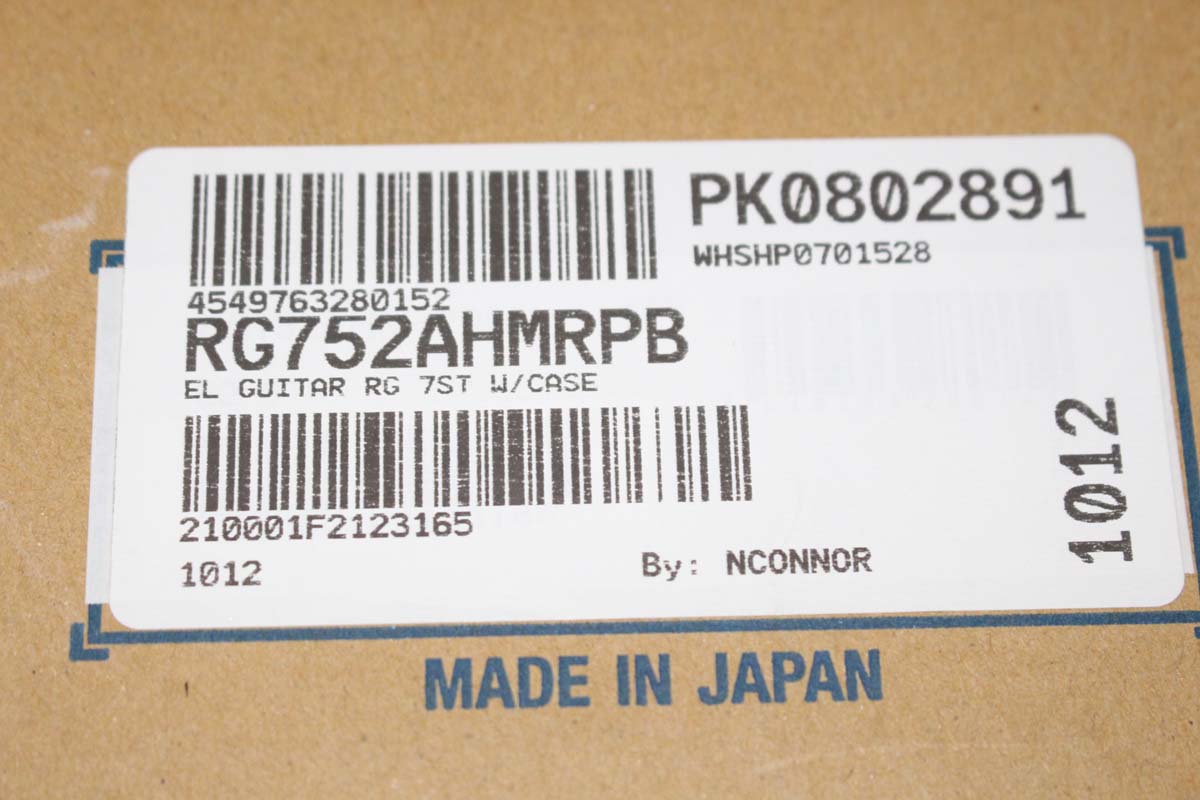 PK0802891
WHSHP0701528
4549763280152
RG752AHMRPB
EL GUITAR RG 7ST W/CASE
210001F2123165
1012
By: NCONNOR
1012
MADE IN JAPAN